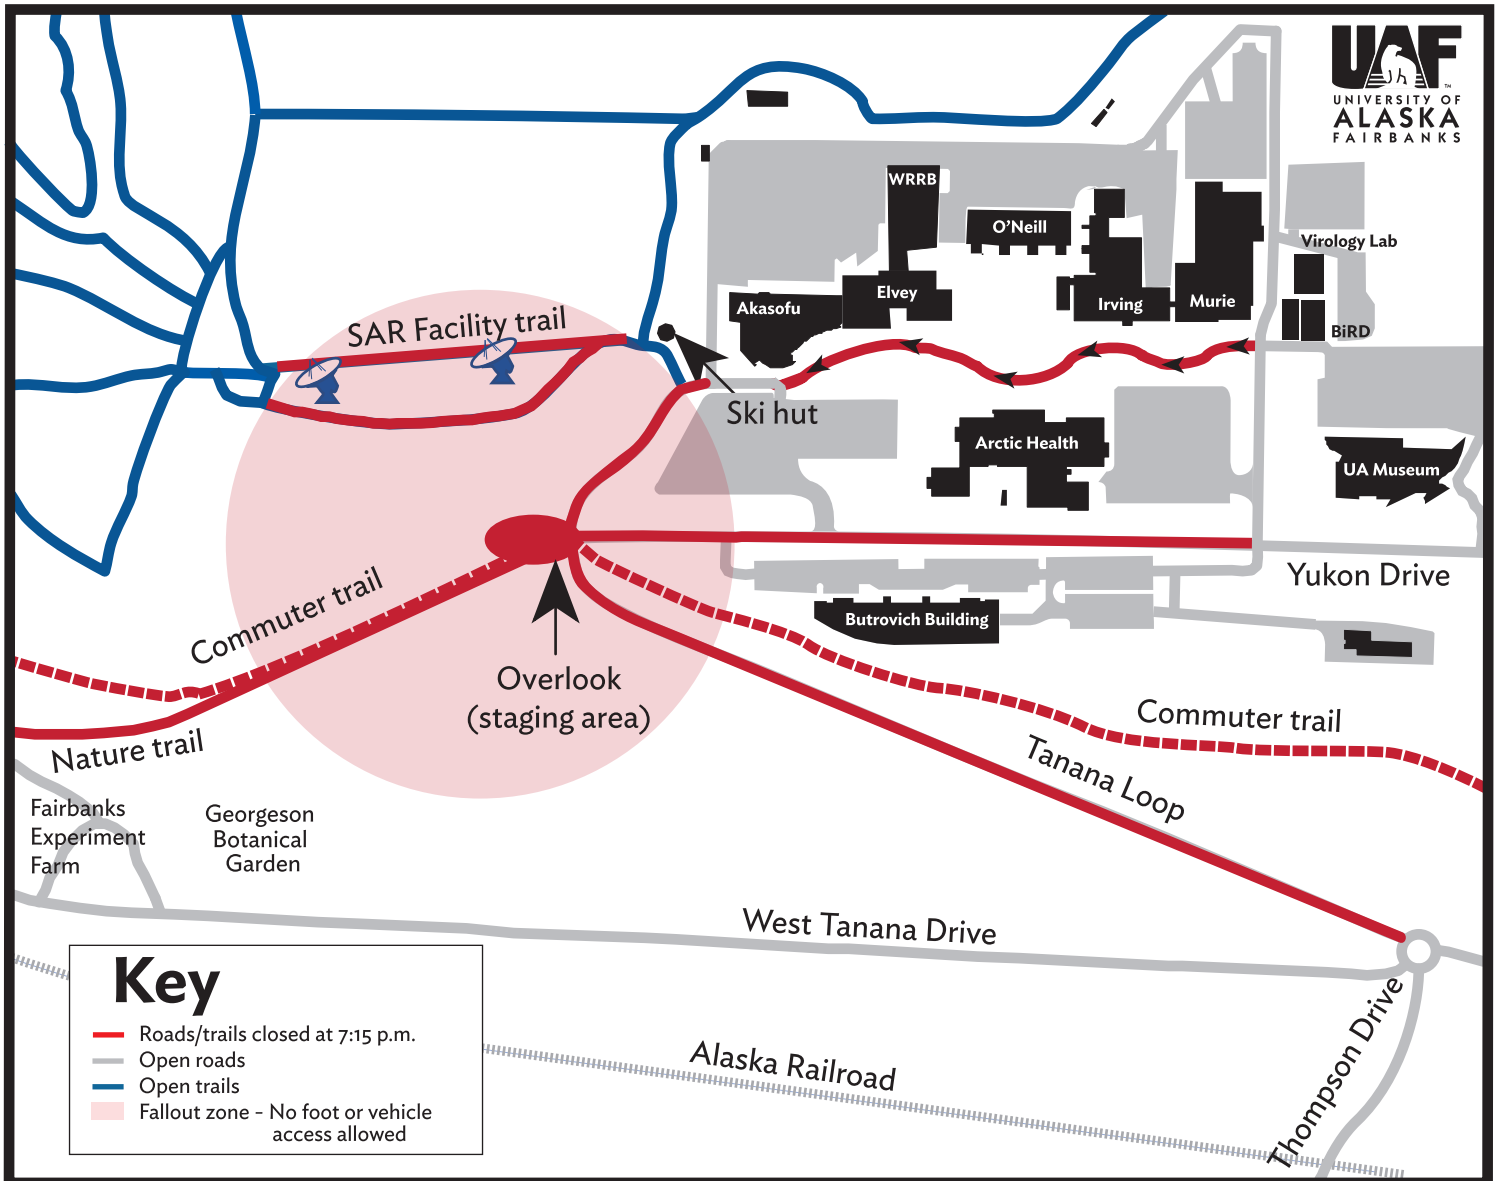 UAF
UNIVERSITY OF
ALASKA
FAIRBANKS
TM
WRRB
O'Neill
Virology Lab
Elvey
Akasofu
Irving
Murie
BiRD
SAR Facility trail
Ski hut
Arctic Health
UA Museum
Yukon Drive
Commuter trail
Butrovich Building
Overlook
(staging area)
Commuter trail
Nature trail
Tanana Loop
Fairbanks
Experiment
Farm
Georgeson
Botanical
Garden
West Tanana Drive
Thompson Drive
Alaska Railroad
Key
Roads/trails closed at 7:15 p.m.
Open roads
Open trails
Fallout zone - No foot or vehicle
access allowed